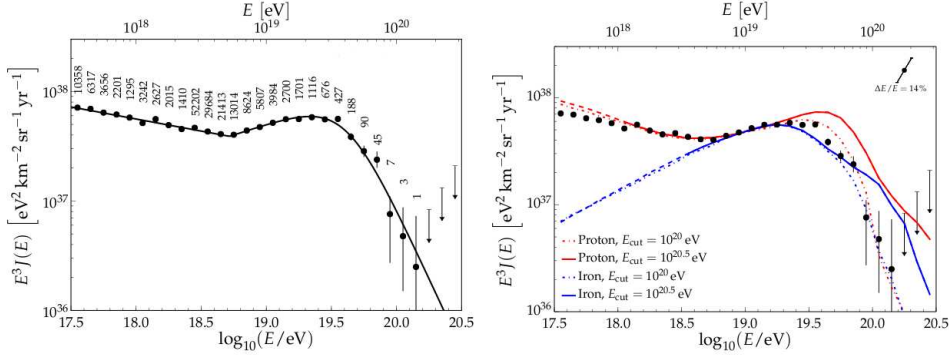 E [eV]
10^18 10^19 10^20
E^3 J(E) [eV^2 km^−2 sr^−1 yr^−1]
10^38
10^37
10^36
10358 6317 3656 2201 1295 3242 2627 2015 1410 52202 29684 21413 13014 8624 5807 3984 2700 1701 1116 676 427 188 90 45 7 3 1
17.5 18.0 18.5 19.0 19.5 20.0 20.5
log10(E/eV)
E [eV]
10^18 10^19 10^20
E^3 J(E) [eV^2 km^−2 sr^−1 yr^−1]
10^38
10^37
10^36
ΔE/E = 14%
Proton, Ecut = 10^20 eV
Proton, Ecut = 10^20.5 eV
Iron, Ecut = 10^20 eV
Iron, Ecut = 10^20.5 eV
17.5 18.0 18.5 19.0 19.5 20.0 20.5
log10(E/eV)